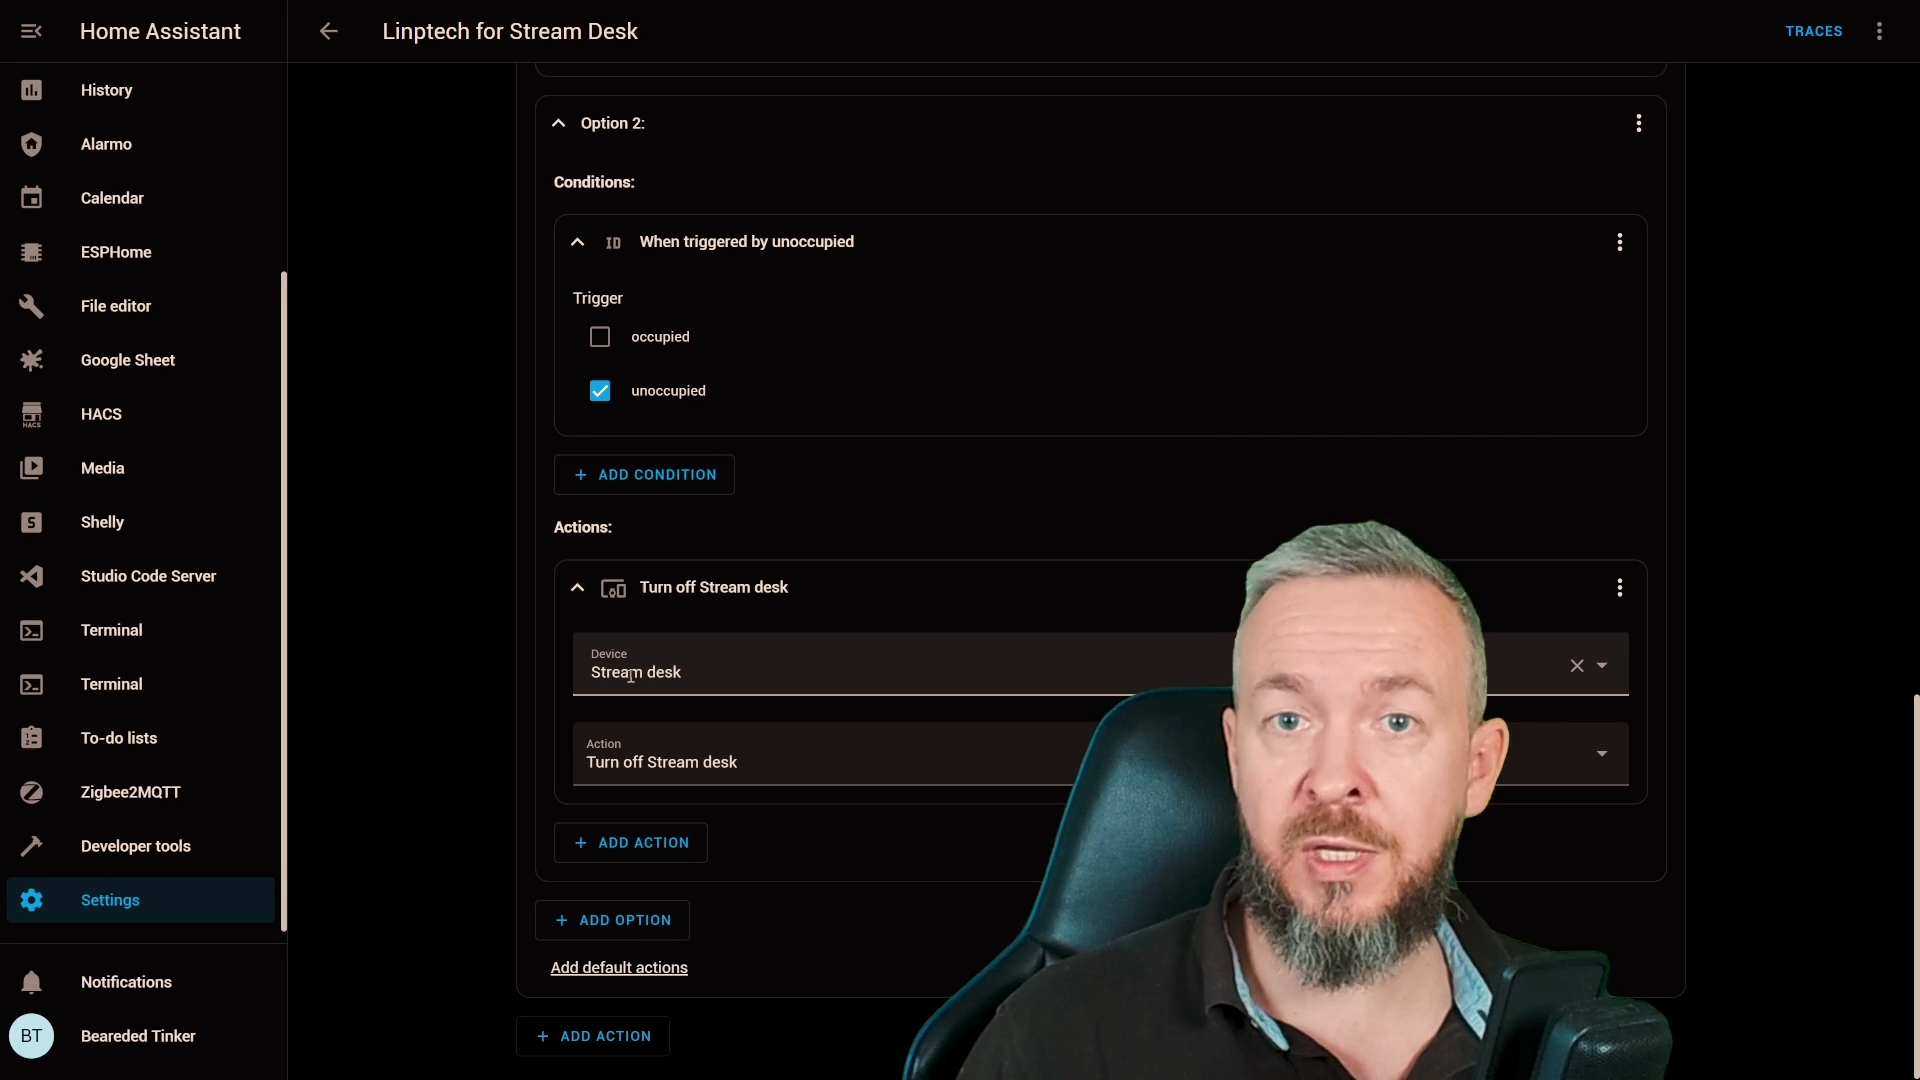 Home Assistant
Linptech for Stream Desk
TRACES
History
Alarmo
Calendar
ESPHome
File editor
Google Sheet
HACS
HACS
Media
Shelly
Studio Code Server
Terminal
Terminal
To-do lists
Zigbee2MQTT
Developer tools
Settings
Notifications
BT
Beareded Tinker
Option 2:
Conditions:
ID When triggered by unoccupied
Trigger
occupied
unoccupied
+ ADD CONDITION
Actions:
Turn off Stream desk
Device
Stream desk
Action
Turn off Stream desk
+ ADD ACTION
+ ADD OPTION
Add default actions
+ ADD ACTION